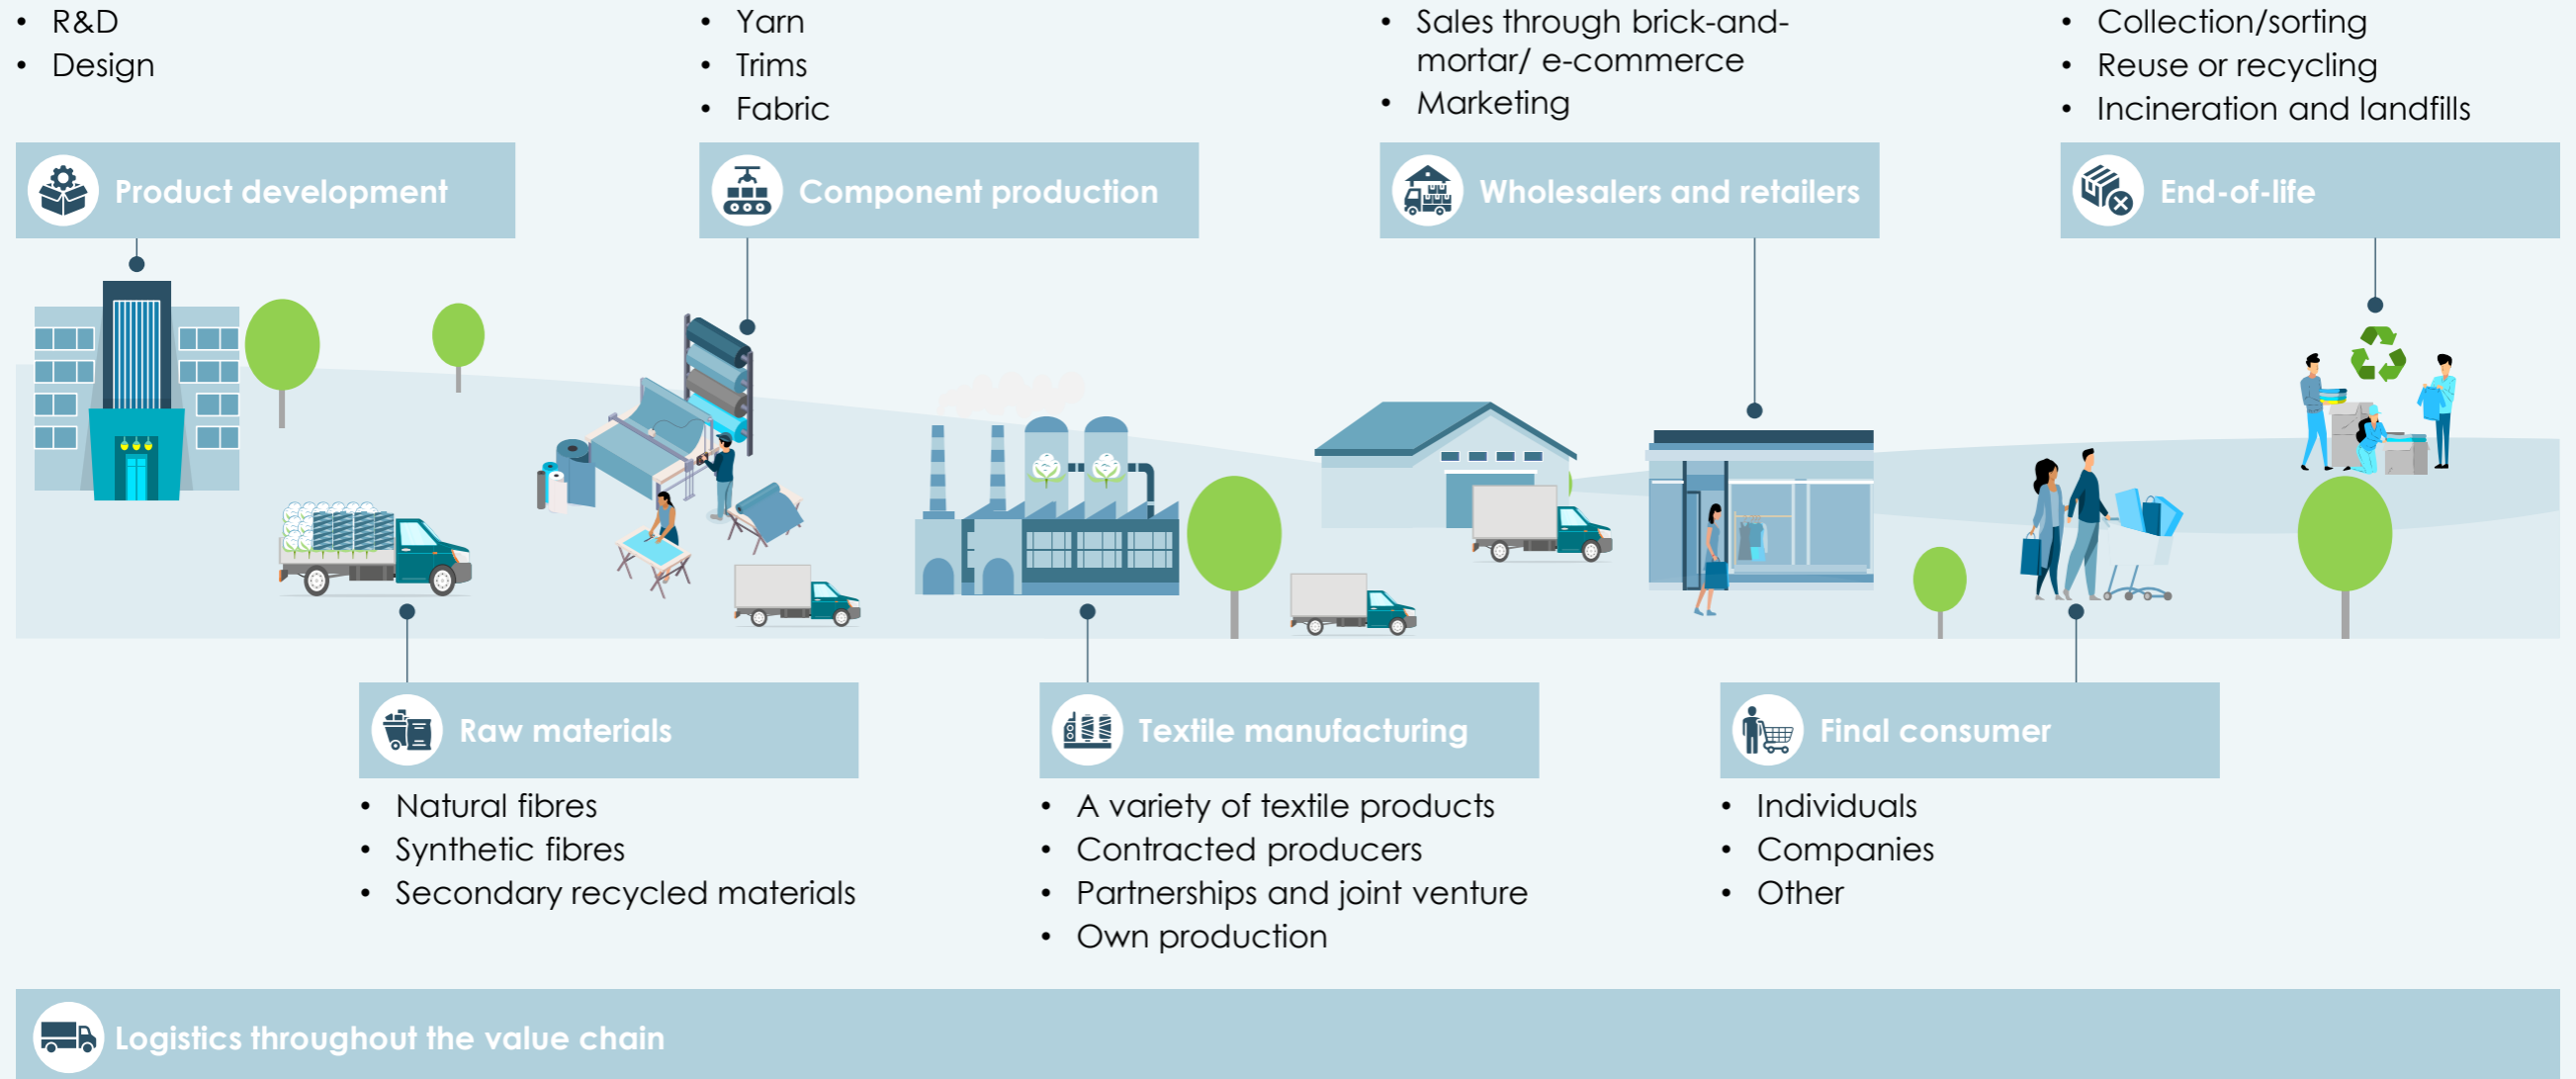 R&D
Design
Product development
Yarn
Trims
Fabric
Component production
Sales through brick-and-
mortar/ e-commerce
Marketing
Wholesalers and retailers
Collection/sorting
Reuse or recycling
Incineration and landfills
End-of-life
Raw materials
Natural fibres
Synthetic fibres
Secondary recycled materials
Textile manufacturing
A variety of textile products
Contracted producers
Partnerships and joint venture
Own production
Final consumer
Individuals
Companies
Other
Logistics throughout the value chain